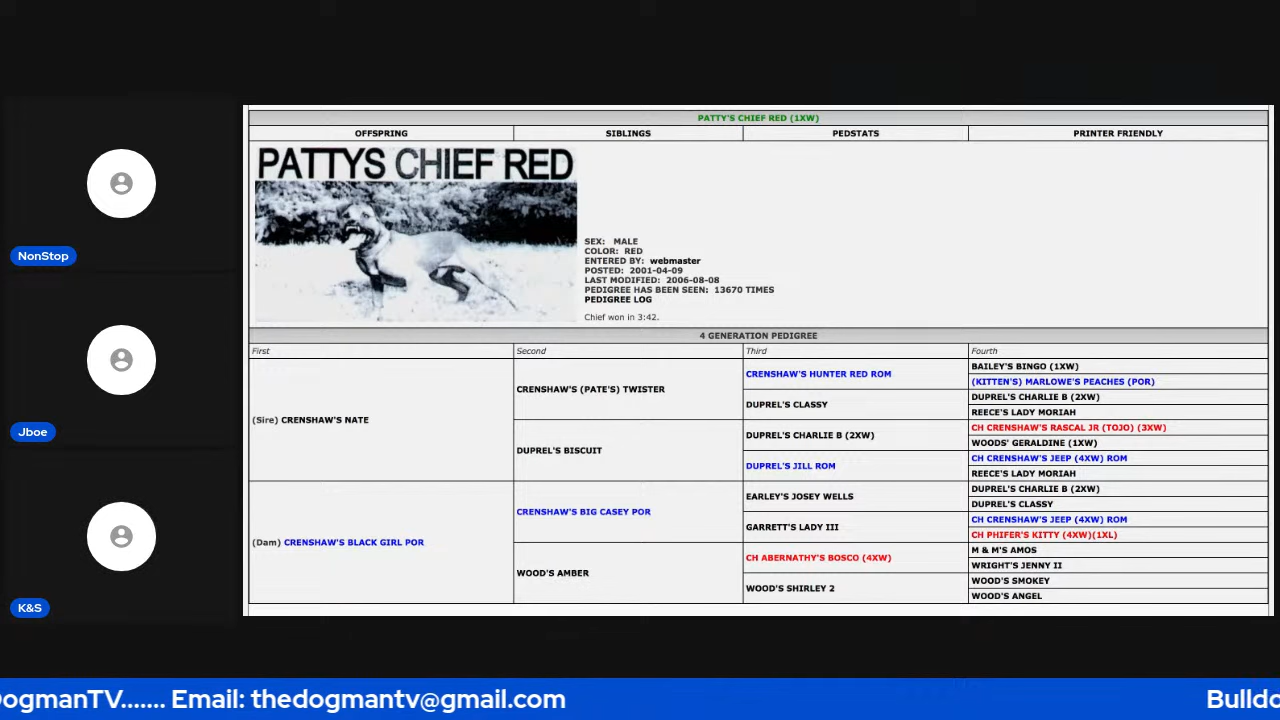 PATTY'S CHIEF RED (1XW)
OFFSPRING SIBLINGS PEDSTATS PRINTER FRIENDLY
PATTYS CHIEF RED
SEX: MALE
COLOR: RED
ENTERED BY: webmaster
POSTED: 2001-04-09
LAST MODIFIED: 2006-08-08
PEDIGREE HAS BEEN SEEN: 13670 TIMES
PEDIGREE LOG
Chief won in 3:42.
4 GENERATION PEDIGREE
First Second Third Fourth
(Sire) CRENSHAW'S NATE
CRENSHAW'S (PATE'S) TWISTER
CRENSHAW'S HUNTER RED ROM
BAILEY'S BINGO (1XW)
(KITTEN'S) MARLOWE'S PEACHES (POR)
DUPREL'S CLASSY
DUPREL'S CHARLIE B (2XW)
REECE'S LADY MORIAH
DUPREL'S BISCUIT
DUPREL'S CHARLIE B (2XW)
CH CRENSHAW'S RASCAL JR (TOJO) (3XW)
WOODS' GERALDINE (1XW)
DUPREL'S JILL ROM
CH CRENSHAW'S JEEP (4XW) ROM
REECE'S LADY MORIAH
(Dam) CRENSHAW'S BLACK GIRL POR
CRENSHAW'S BIG CASEY POR
EARLEY'S JOSEY WELLS
DUPREL'S CHARLIE B (2XW)
DUPREL'S CLASSY
GARRETT'S LADY III
CH CRENSHAW'S JEEP (4XW) ROM
CH PHIFER'S KITTY (4XW)(1XL)
WOOD'S AMBER
CH ABERNATHY'S BOSCO (4XW)
M & M'S AMOS
WRIGHT'S JENNY II
WOOD'S SHIRLEY 2
WOOD'S SMOKEY
WOOD'S ANGEL
NonStop
Jboe
K&S
ogmanTV....... Email: thedogmantv@gmail.com Bulld